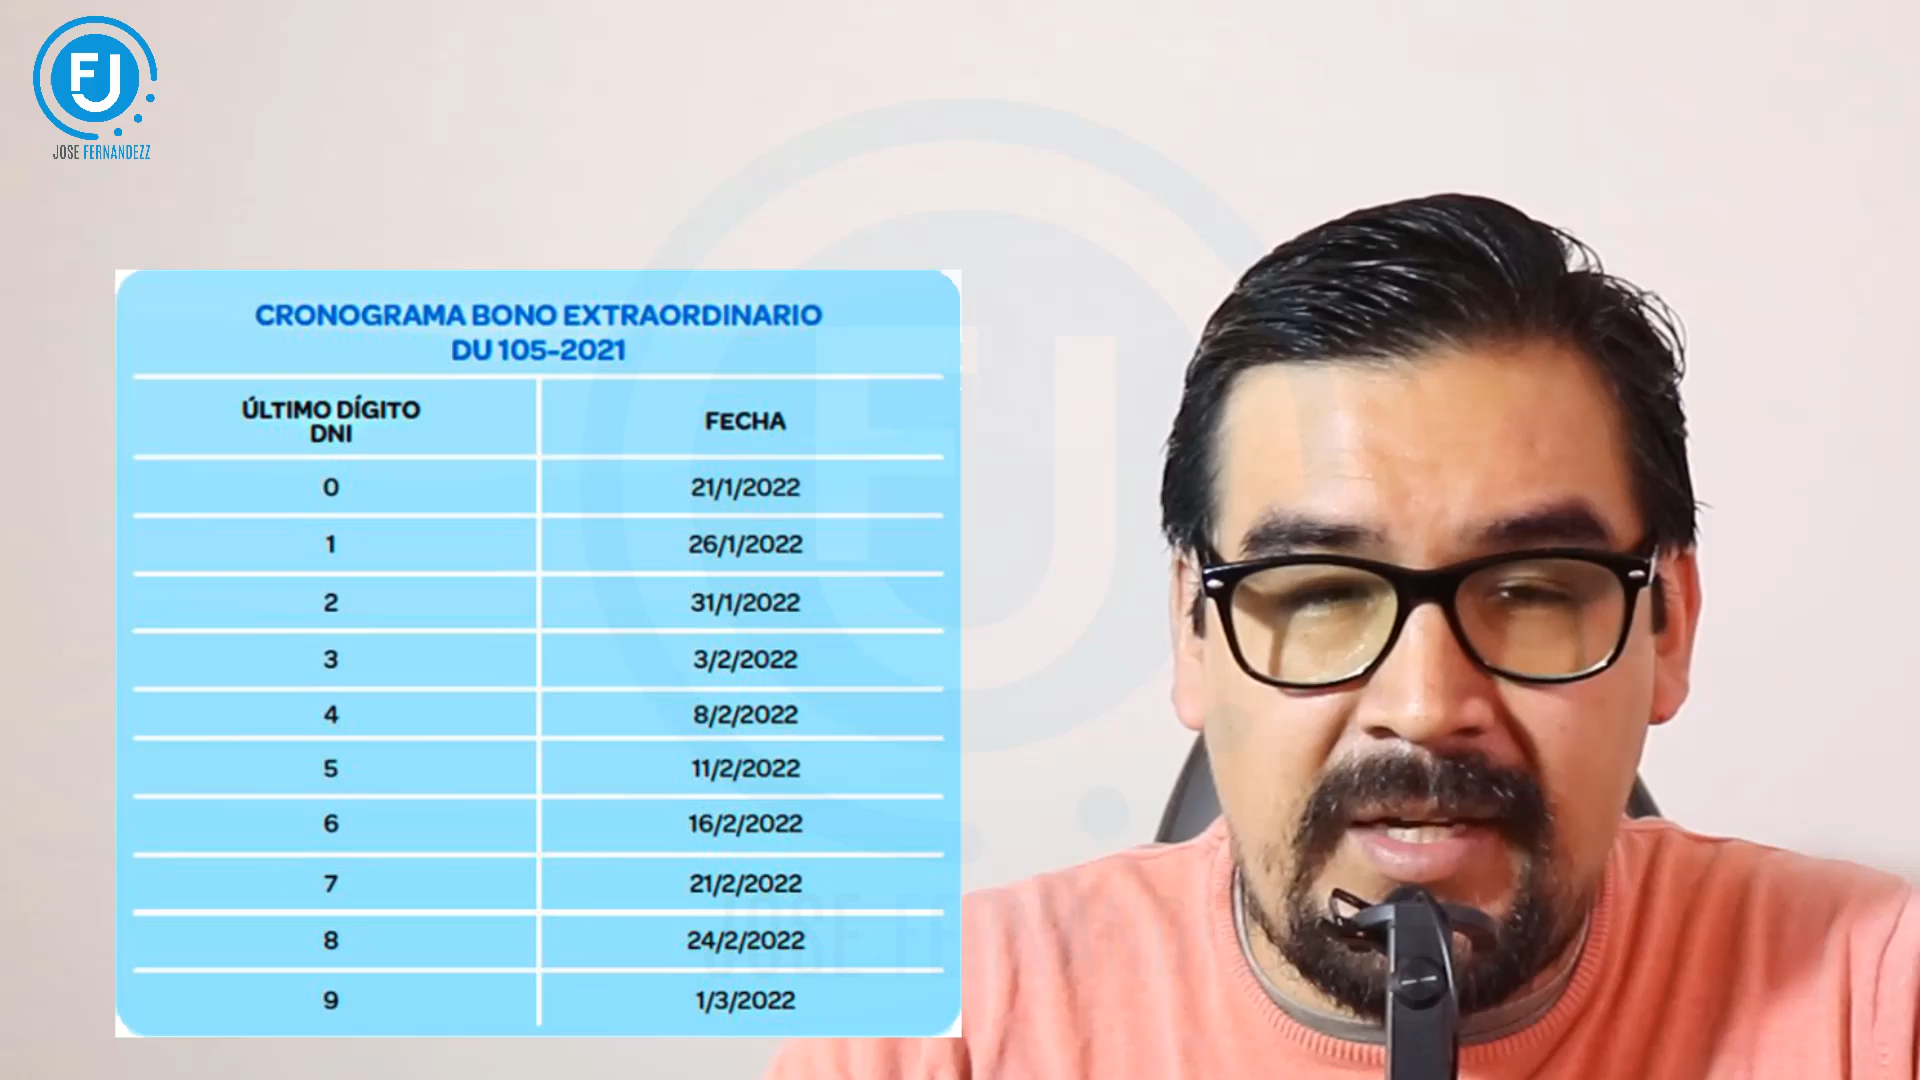 FJ
JOSE FERNANDEZZ
CRONOGRAMA BONO EXTRAORDINARIO
DU 105-2021
ÚLTIMO DÍGITO
DNI
FECHA
0 21/1/2022
1 26/1/2022
2 31/1/2022
3 3/2/2022
4 8/2/2022
5 11/2/2022
6 16/2/2022
7 21/2/2022
8 24/2/2022
9 1/3/2022